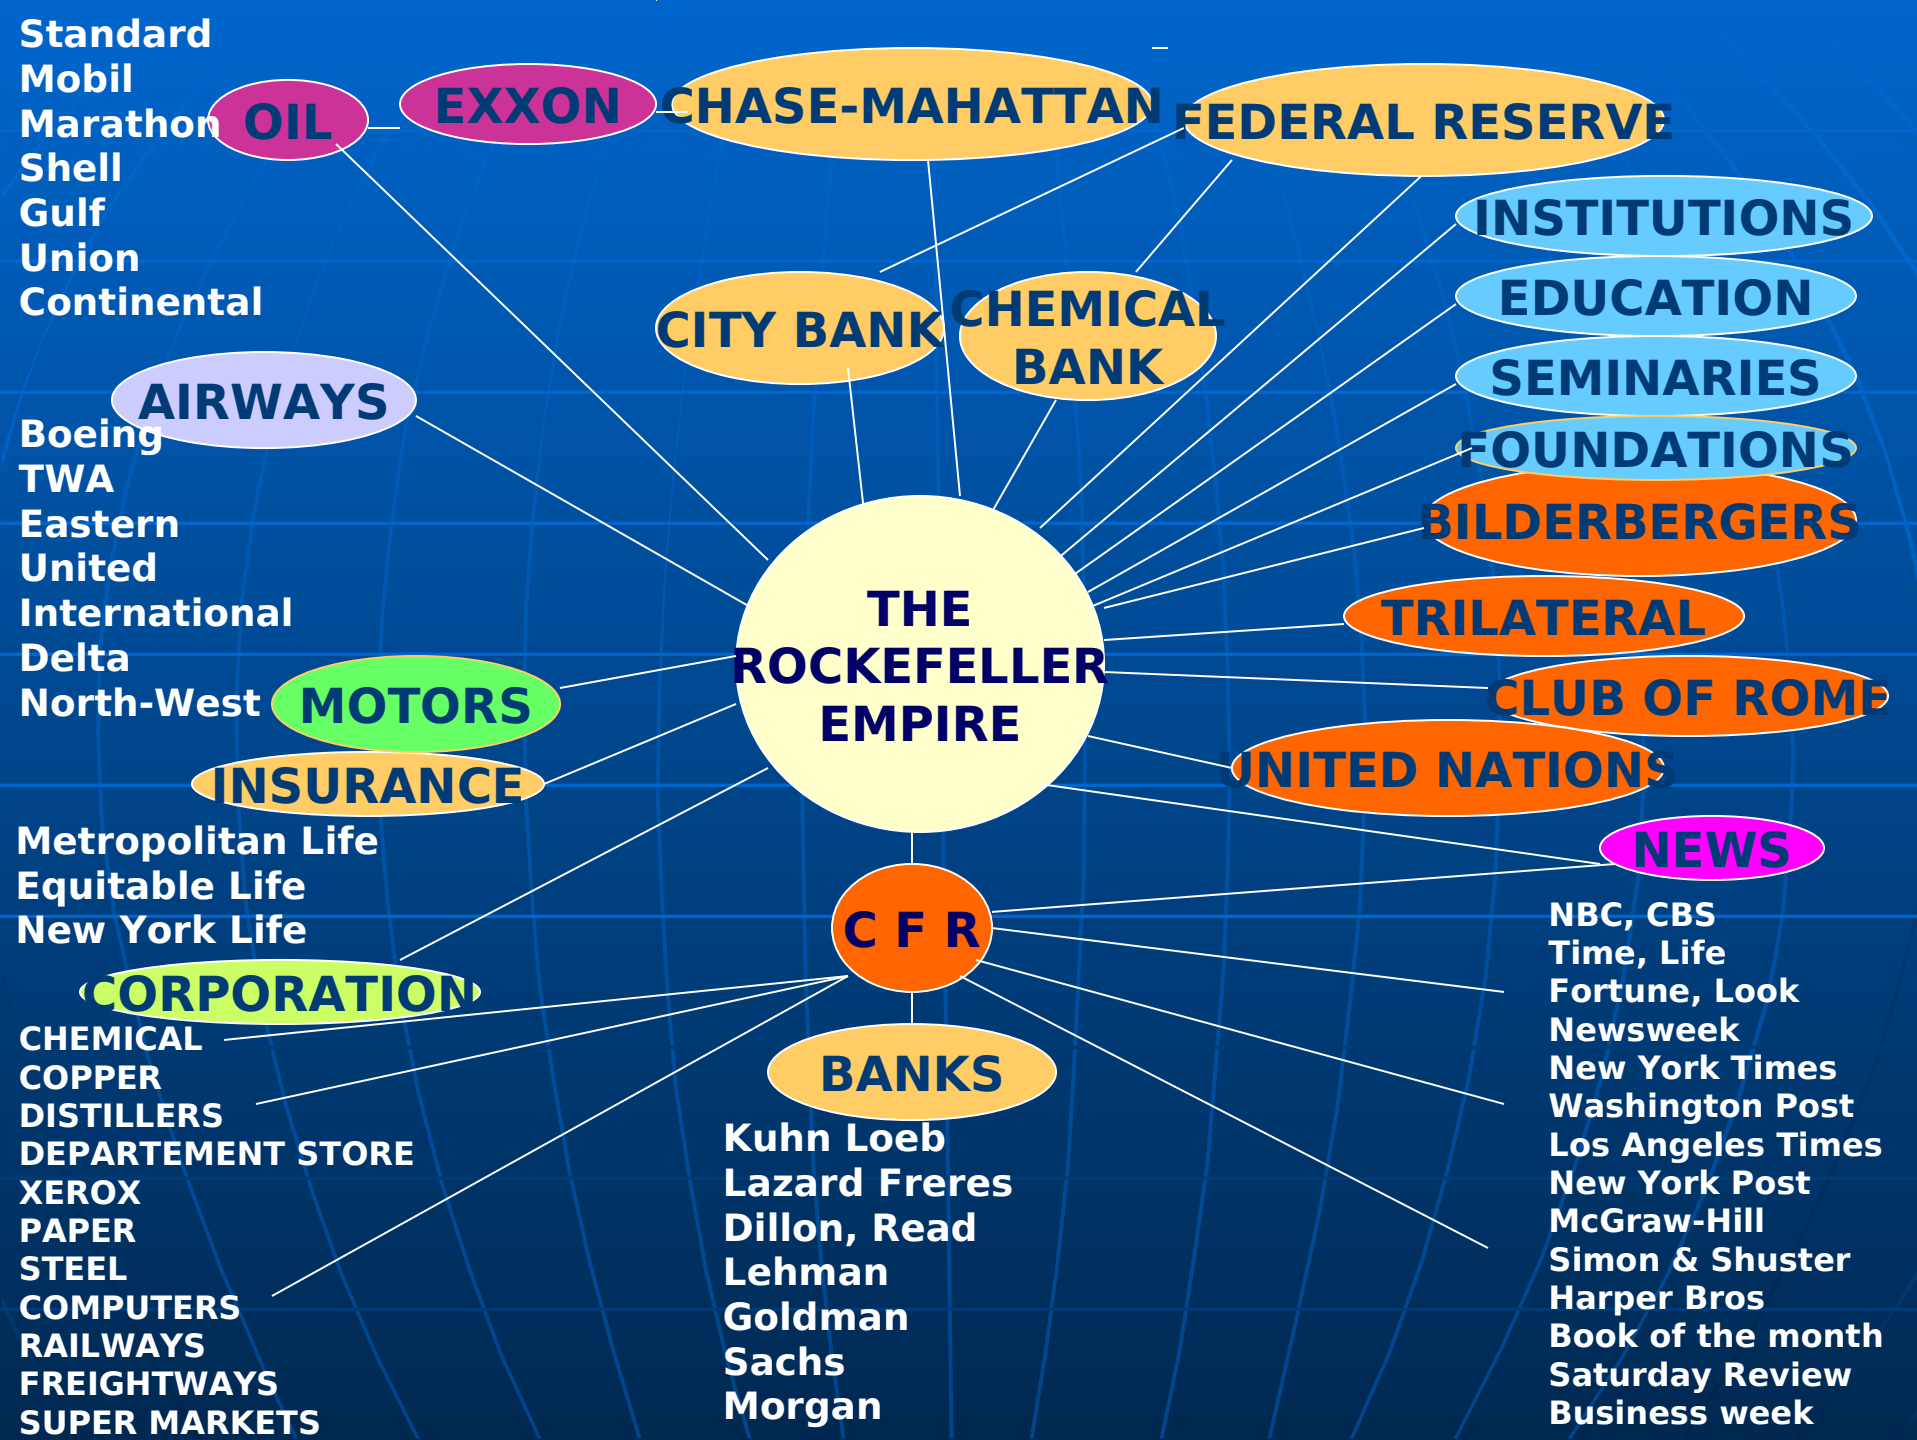 Standard
Mobil
Marathon
Shell
Gulf
Union
Continental
OIL
EXXON
CHASE-MAHATTAN
FEDERAL RESERVE
CITY BANK
CHEMICAL
BANK
INSTITUTIONS
EDUCATION
SEMINARIES
FOUNDATIONS
BILDERBERGERS
TRILATERAL
CLUB OF ROME
UNITED NATIONS
AIRWAYS
Boeing
TWA
Eastern
United
International
Delta
North-West
THE
ROCKEFELLER
EMPIRE
MOTORS
INSURANCE
Metropolitan Life
Equitable Life
New York Life
CORPORATION
CHEMICAL
COPPER
DISTILLERS
DEPARTEMENT STORE
XEROX
PAPER
STEEL
COMPUTERS
RAILWAYS
FREIGHTWAYS
SUPER MARKETS
C F R
BANKS
Kuhn Loeb
Lazard Freres
Dillon, Read
Lehman
Goldman
Sachs
Morgan
NEWS
NBC, CBS
Time, Life
Fortune, Look
Newsweek
New York Times
Washington Post
Los Angeles Times
New York Post
McGraw-Hill
Simon & Shuster
Harper Bros
Book of the month
Saturday Review
Business week